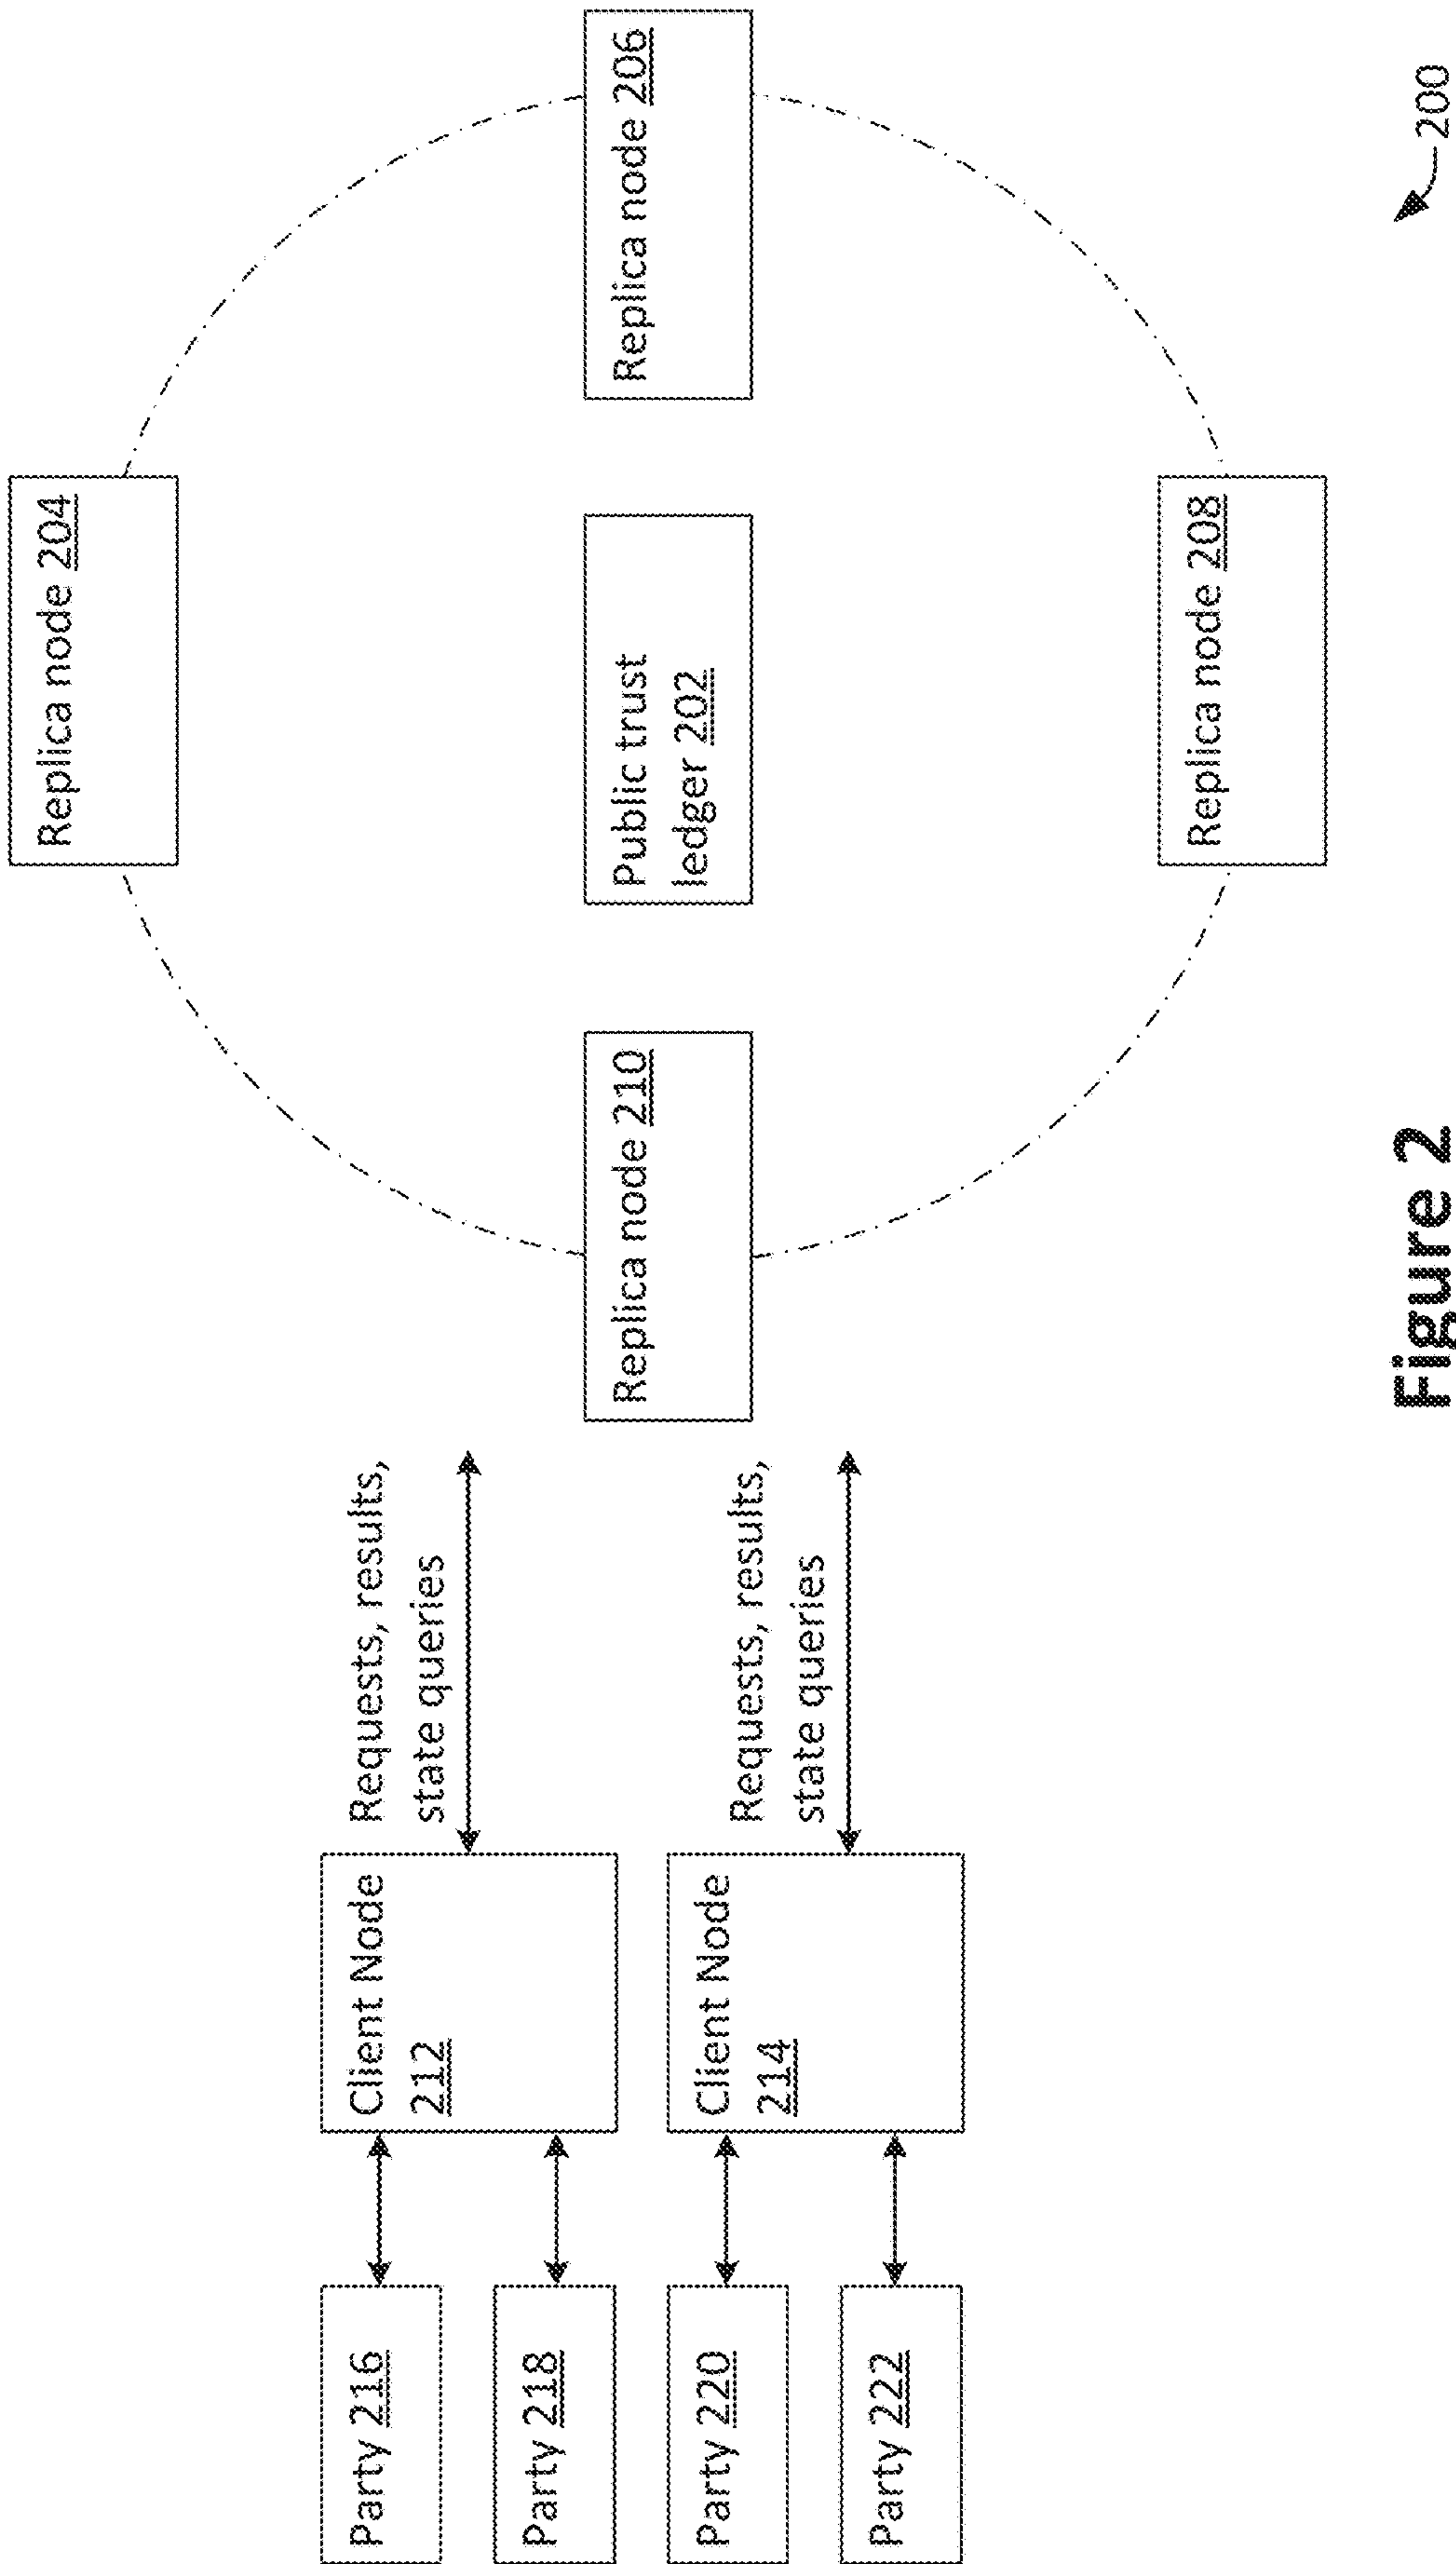 Replica node 204
Party 216
Client Node
212
Requests, results,
state queries
Party 218
Replica node 210
Public trust
ledger 202
Replica node 206
Party 220
Client Node
214
Requests, results,
state queries
Party 222
Replica node 208
Figure 2
200